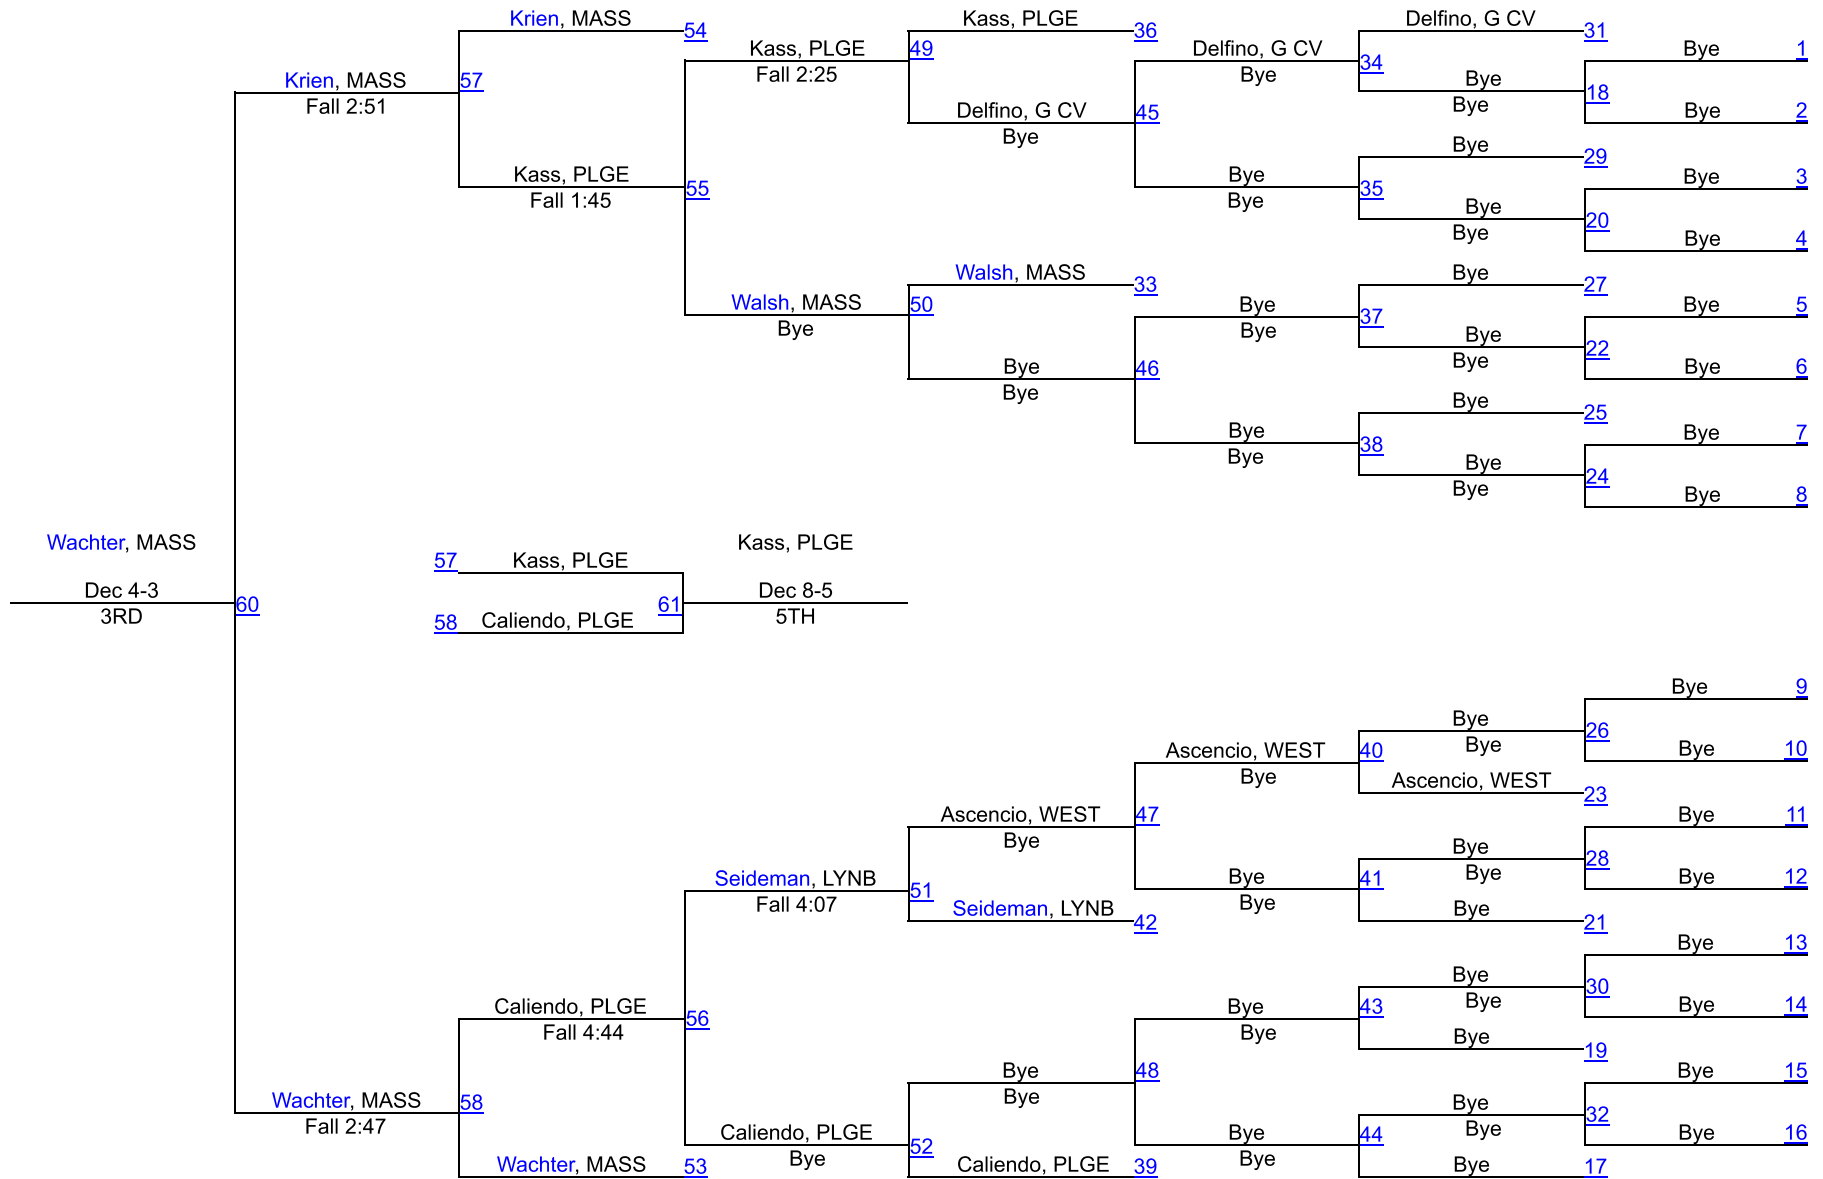 Krien, MASS 54
Kass, PLGE 36
Delfino, G CV 31
Kass, PLGE 49
Delfino, G CV
Bye 1
Krien, MASS 57
Fall 2:25
Bye 34
Bye 18
Fall 2:51
Delfino, G CV 45
Bye
Bye 2
Bye
Bye 29
Kass, PLGE 55
Bye 35
Bye 3
Fall 1:45
Bye
Bye 20
Bye
Bye 4
Walsh, MASS 33
Bye 27
Walsh, MASS 50
Bye 37
Bye 5
Bye
Bye
Bye 22
Bye 46
Bye
Bye 6
Bye
Bye 25
Bye 38
Bye 7
Bye
Bye 24
Bye
Bye 8
Wachter, MASS
Kass, PLGE
57 Kass, PLGE
Dec 4-3 60
61 Dec 8-5
3RD
58 Caliendo, PLGE
5TH
Bye 9
Bye 26
Ascencio, WEST 40
Bye
Bye 10
Bye
Ascencio, WEST 23
Ascencio, WEST 47
Bye 11
Bye
Bye 28
Seideman, LYNB 51
Bye 41
Bye
Bye 12
Fall 4:07
Seideman, LYNB 42
Bye
Bye 21
Bye 13
Bye 30
Caliendo, PLGE 56
Bye 43
Bye
Bye 14
Fall 4:44
Bye
Bye 19
Bye 48
Bye 15
Wachter, MASS 58
Bye
Bye 32
Fall 2:47
Caliendo, PLGE 52
Bye 44
Bye
Bye 16
Bye
Bye
Wachter, MASS 53
Caliendo, PLGE 39
Bye 17